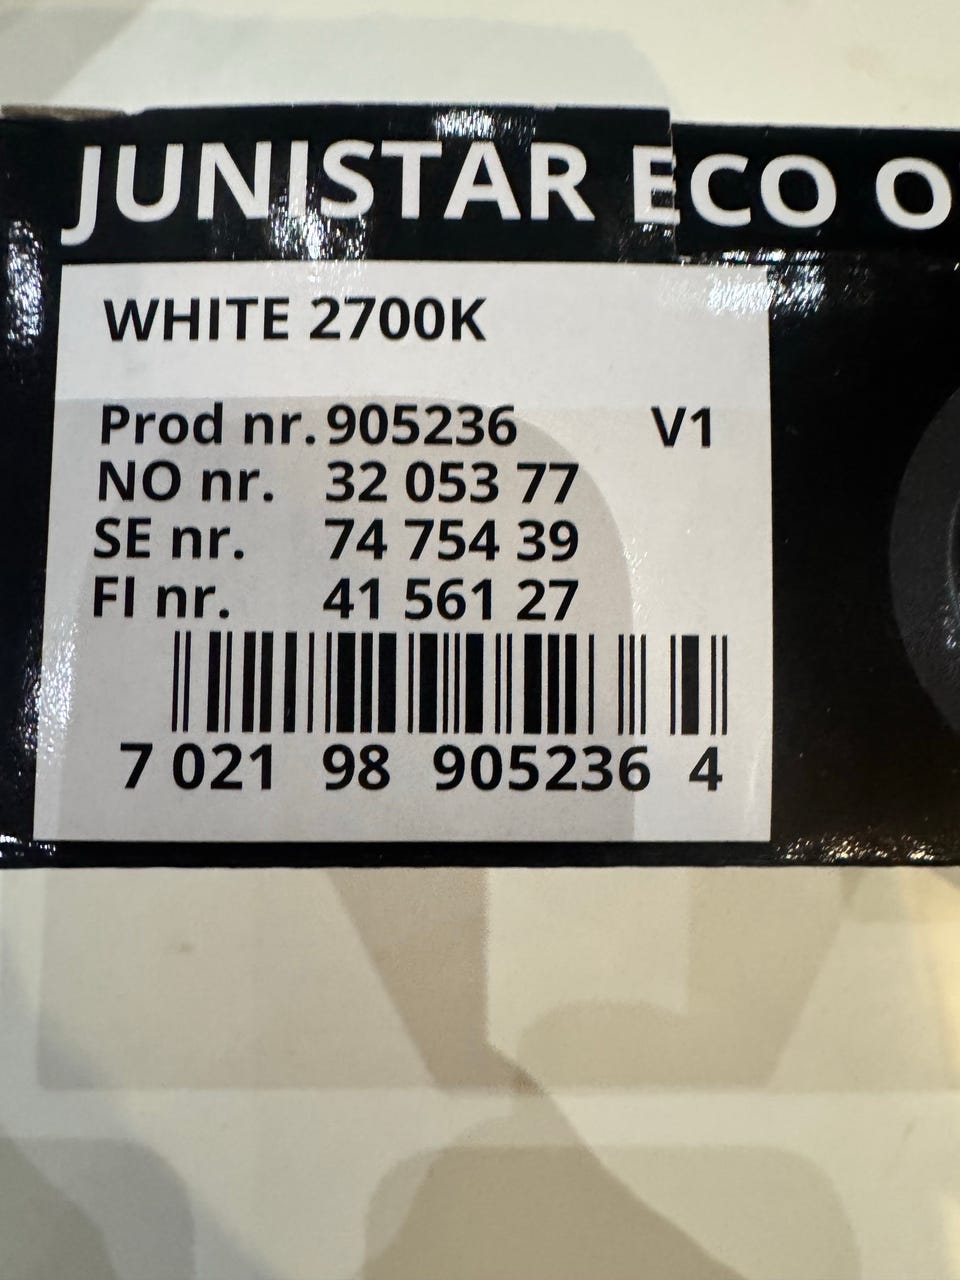 JUNISTAR ECO O
WHITE 2700K
Prod nr. 905236 V1
NO nr. 32 053 77
SE nr. 74 754 39
FI nr. 41 561 27
7 021 98 905236 4